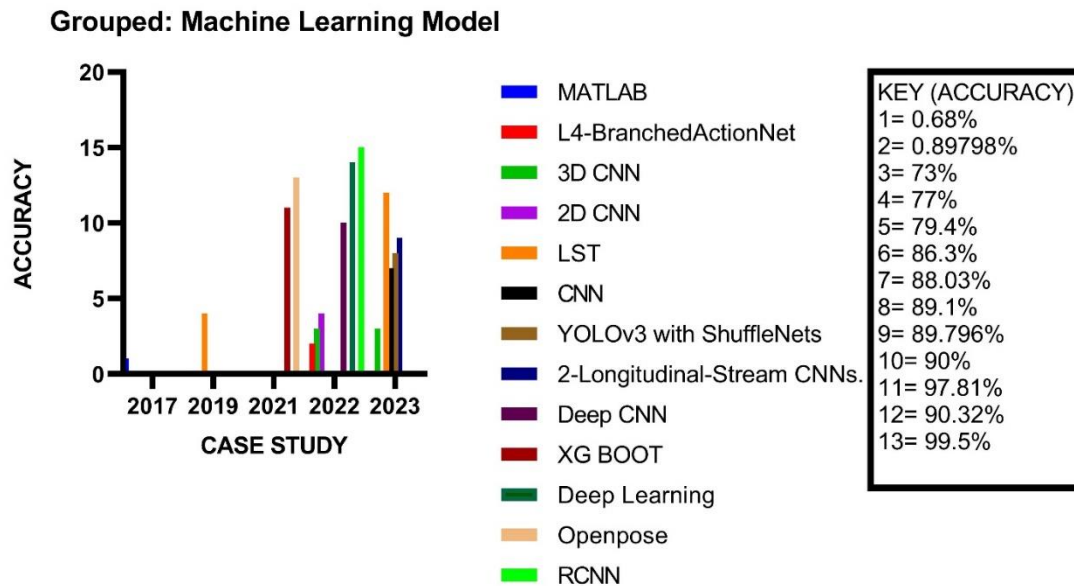 Grouped: Machine Learning Model
20
15
10
5
0
ACCURACY
2017 2019 2021 2022 2023
CASE STUDY
MATLAB
L4-BranchedActionNet
3D CNN
2D CNN
LST
CNN
YOLOv3 with ShuffleNets
2-Longitudinal-Stream CNNs.
Deep CNN
XG BOOT
Deep Learning
Openpose
RCNN
KEY (ACCURACY)
1= 0.68%
2= 0.89798%
3= 73%
4= 77%
5= 79.4%
6= 86.3%
7= 88.03%
8= 89.1%
9= 89.796%
10= 90%
11= 97.81%
12= 90.32%
13= 99.5%